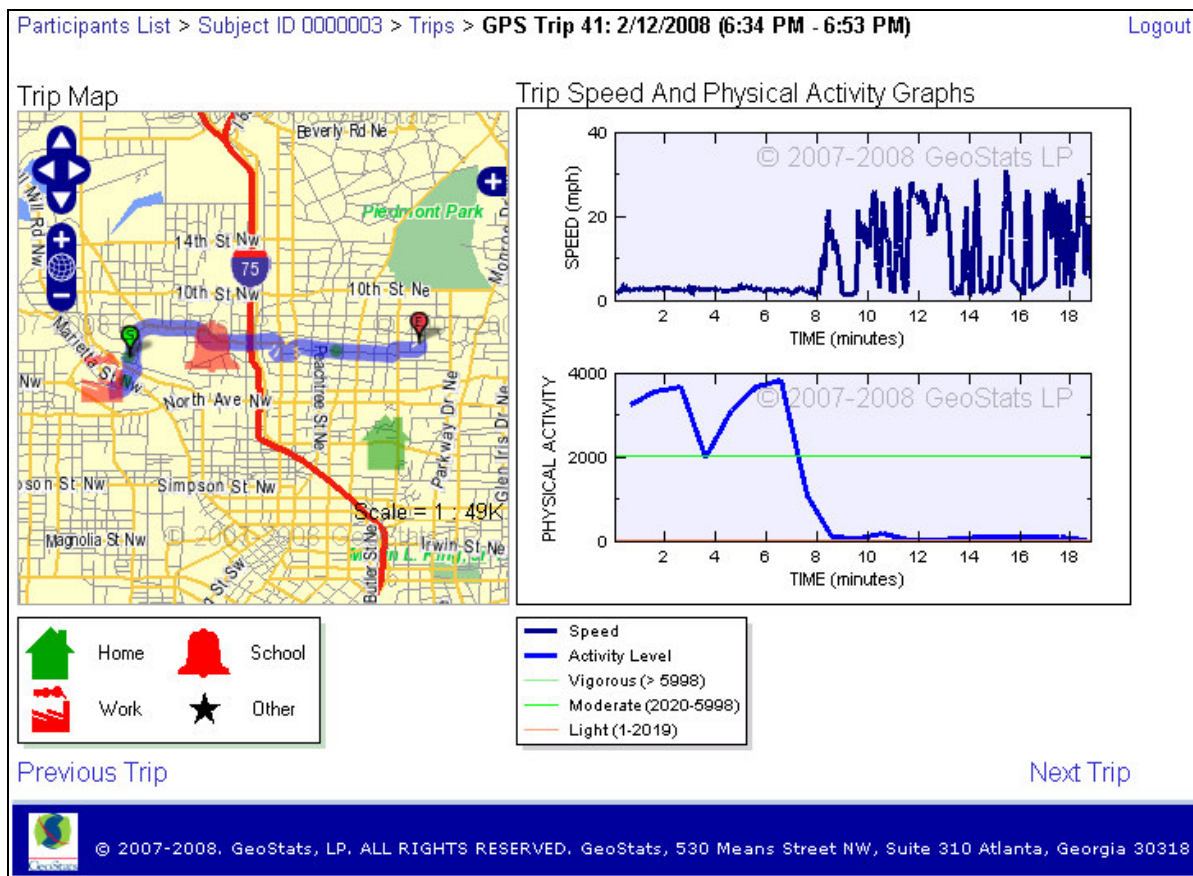 Participants List > Subject ID 0000003 > Trips > GPS Trip 41: 2/12/2008 (6:34 PM - 6:53 PM)
Logout
Trip Map
Beverly Rd Ne
Piedmont Park
14th St Nw
75
10th St Nw
10th St Ne
Marietta St Nw
S
E
Peachtree St Ne
Nw
North Ave Nw
Parkway Dr Ne
Glen Iris Dr Ne
Simpson St Nw
Scale = 1 : 49K
Magnolia St Nw
Irwin St Ne
Butler St Ne
Trip Speed And Physical Activity Graphs
© 2007-2008 GeoStats LP
SPEED (mph)
40
20
0
2 4 6 8 10 12 14 16 18
TIME (minutes)
© 2007-2008 GeoStats LP
PHYSICAL ACTIVITY
4000
2000
0
2 4 6 8 10 12 14 16 18
TIME (minutes)
Home
School
Work
Other
Speed
Activity Level
Vigorous (> 5998)
Moderate (2020-5998)
Light (1-2019)
Previous Trip
Next Trip
GeoStats
© 2007-2008. GeoStats, LP. ALL RIGHTS RESERVED. GeoStats, 530 Means Street NW, Suite 310 Atlanta, Georgia 30318